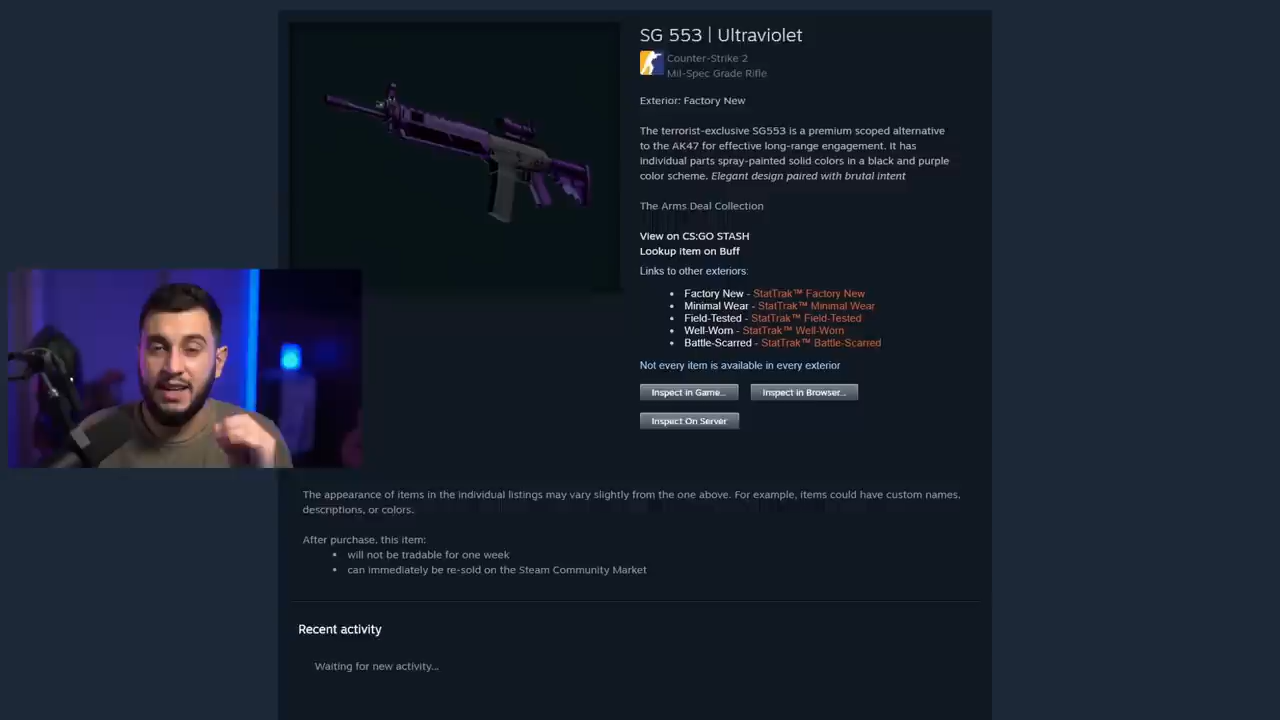 SG 553 | Ultraviolet
Counter-Strike 2
Mil-Spec Grade Rifle
Exterior: Factory New
The terrorist-exclusive SG553 is a premium scoped alternative
to the AK47 for effective long-range engagement. It has
individual parts spray-painted solid colors in a black and purple
color scheme. Elegant design paired with brutal intent
The Arms Deal Collection
View on CS:GO STASH
Lookup item on Buff
Links to other exteriors:
• Factory New - StatTrak™ Factory New
• Minimal Wear - StatTrak™ Minimal Wear
• Field-Tested - StatTrak™ Field-Tested
• Well-Worn - StatTrak™ Well-Worn
• Battle-Scarred - StatTrak™ Battle-Scarred
Not every item is available in every exterior
Inspect in Game... Inspect in Browser...
Inspect On Server
The appearance of items in the individual listings may vary slightly from the one above. For example, items could have custom names,
descriptions, or colors.
After purchase, this item:
• will not be tradable for one week
• can immediately be re-sold on the Steam Community Market
Recent activity
Waiting for new activity...